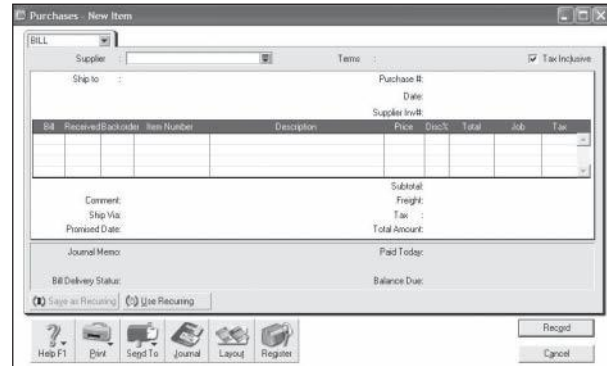 Purchases - New Item
BILL
Supplier : Terms : Tax Inclusive
Ship to : Purchase #:
Date:
Supplier Inv#:
Bill Received Backorder Item Number Description Price Disc% Total Job Tax
Subtotal:
Comment: Freight:
Ship Via: Tax :
Promised Date: Total Amount:
Journal Memo: Paid Today:
Bill Delivery Status: Balance Due:
Save as Recurring Use Recurring
Help F1 Print Send To Journal Layout Register
Record
Cancel